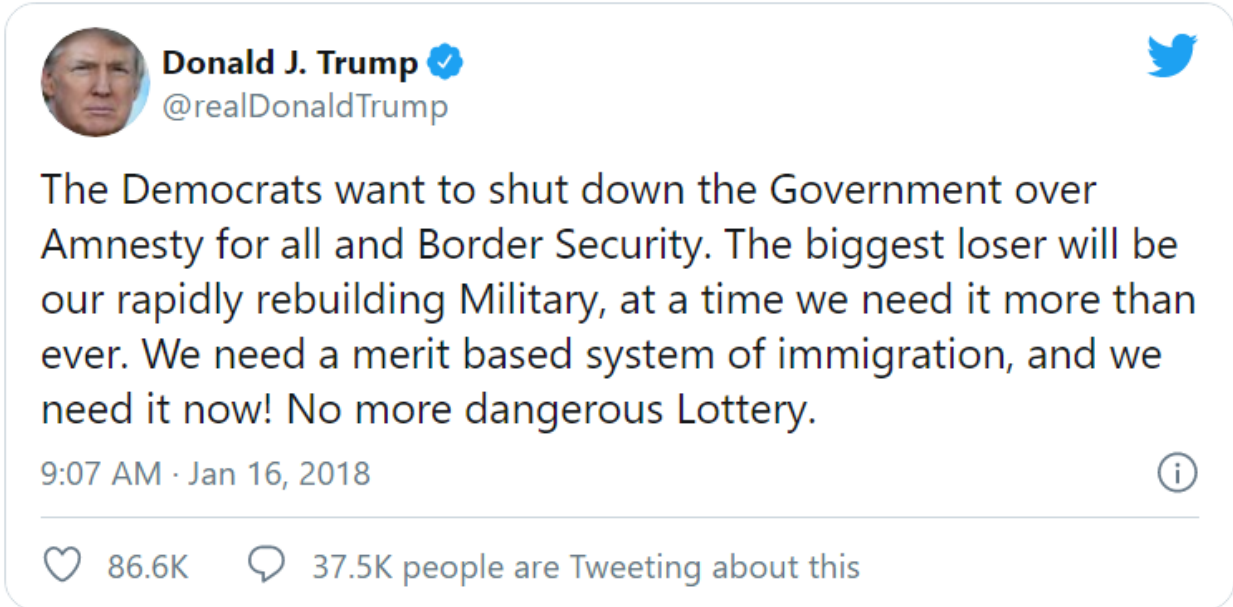 Donald J. Trump
@realDonaldTrump
The Democrats want to shut down the Government over
Amnesty for all and Border Security. The biggest loser will be
our rapidly rebuilding Military, at a time we need it more than
ever. We need a merit based system of immigration, and we
need it now! No more dangerous Lottery.
9:07 AM · Jan 16, 2018
86.6K 37.5K people are Tweeting about this